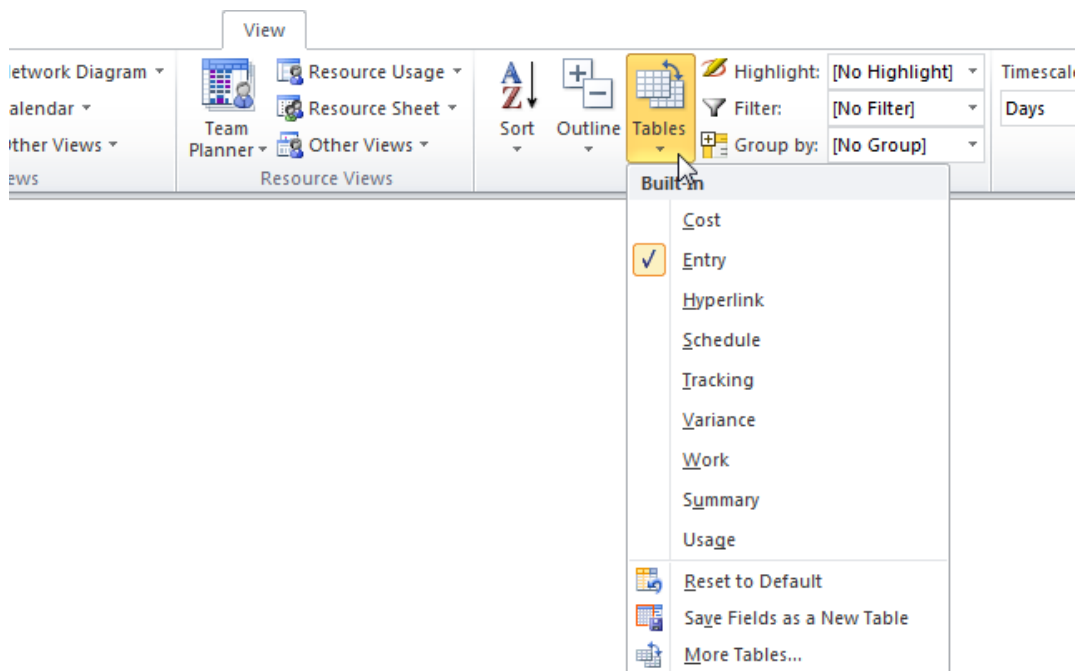 View
etwork Diagram
alendar
ther Views
ews
Team
Planner
Resource Usage
Resource Sheet
Other Views
Resource Views
Sort
Outline
Tables
Highlight: [No Highlight]
Filter: [No Filter]
Group by: [No Group]
Timescale
Days
Built-In
Cost
Entry
Hyperlink
Schedule
Tracking
Variance
Work
Summary
Usage
Reset to Default
Save Fields as a New Table
More Tables...